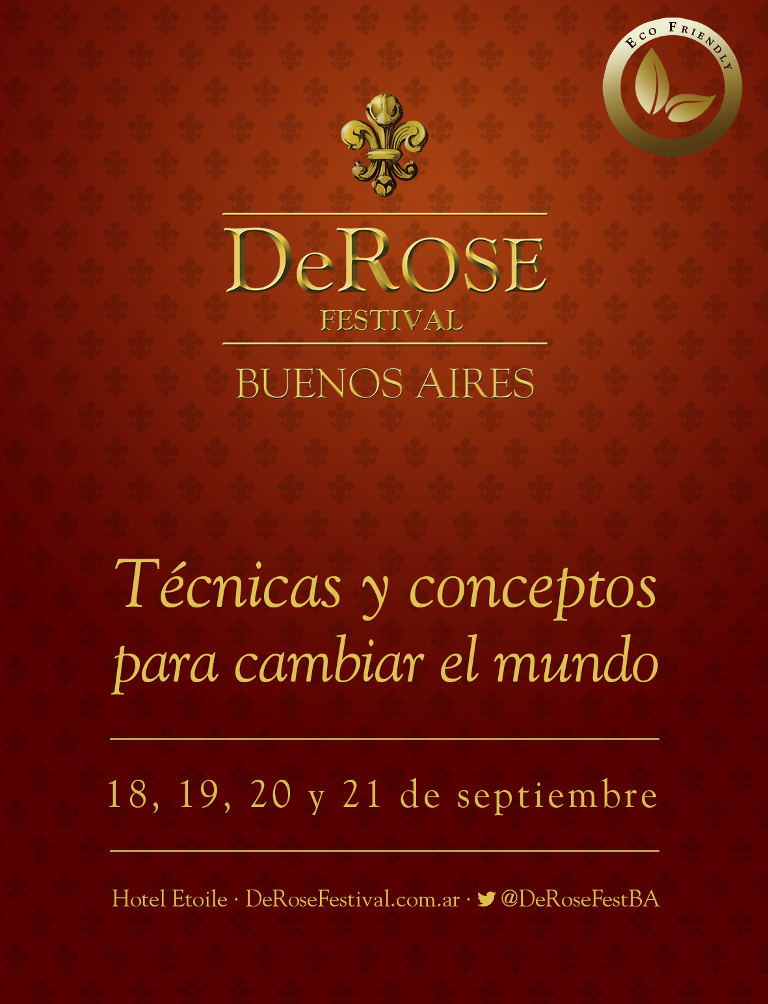 Eco Friendly
DeRose
FESTIVAL
BUENOS AIRES
Técnicas y conceptos
para cambiar el mundo
18, 19, 20 y 21 de septiembre
Hotel Etoile · DeRoseFestival.com.ar · @DeRoseFestBA